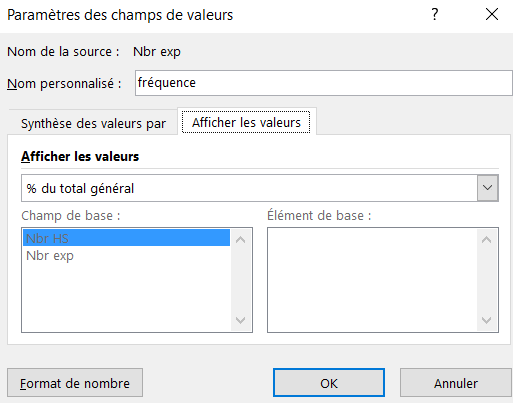 Paramètres des champs de valeurs ?
Nom de la source : Nbr exp
Nom personnalisé : fréquence
Synthèse des valeurs par Afficher les valeurs
Afficher les valeurs
% du total général
Champ de base : Élément de base :
Nbr HS
Nbr exp
Format de nombre OK Annuler